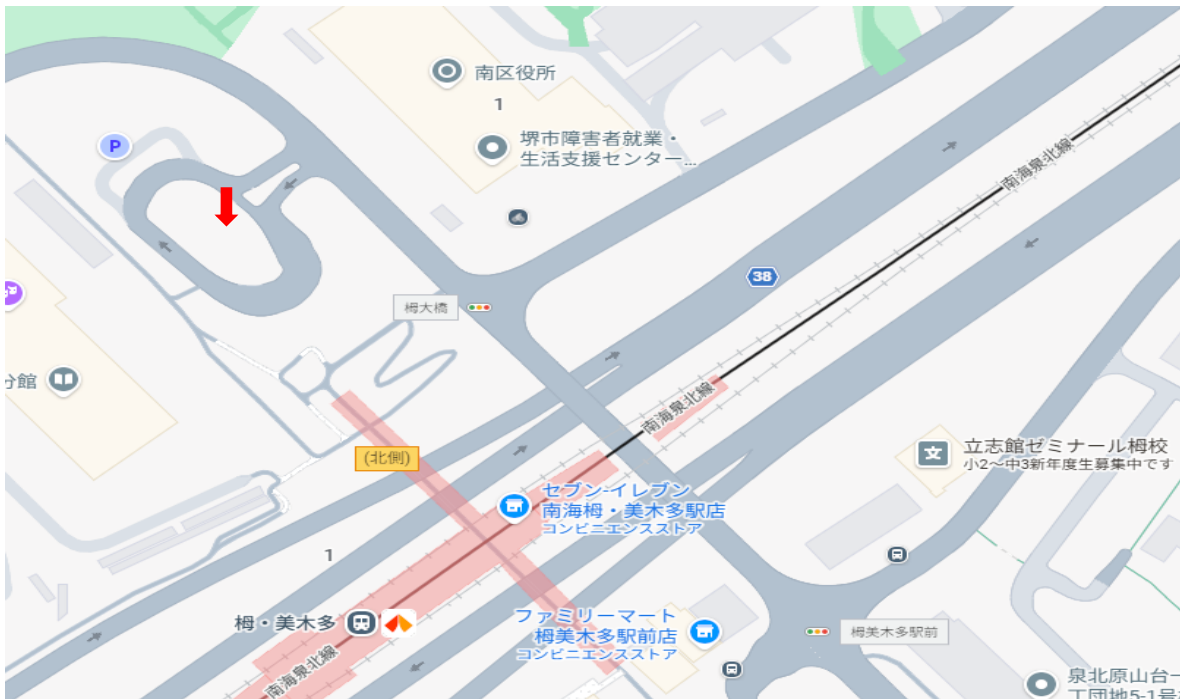 南区役所
1
堺市障害者就業・
生活支援センター...
P
南海泉北線
38
栂大橋
分館
南海泉北線
(北側)
立志館ゼミナール栂校
小2〜中3新年度生募集中です
文
セブン-イレブン
南海栂・美木多駅店
コンビニエンスストア
1
栂・美木多
ファミリーマート
栂美木多駅前店
コンビニエンスストア
栂美木多駅前
南海泉北線
泉北原山台一
工団地5-1号